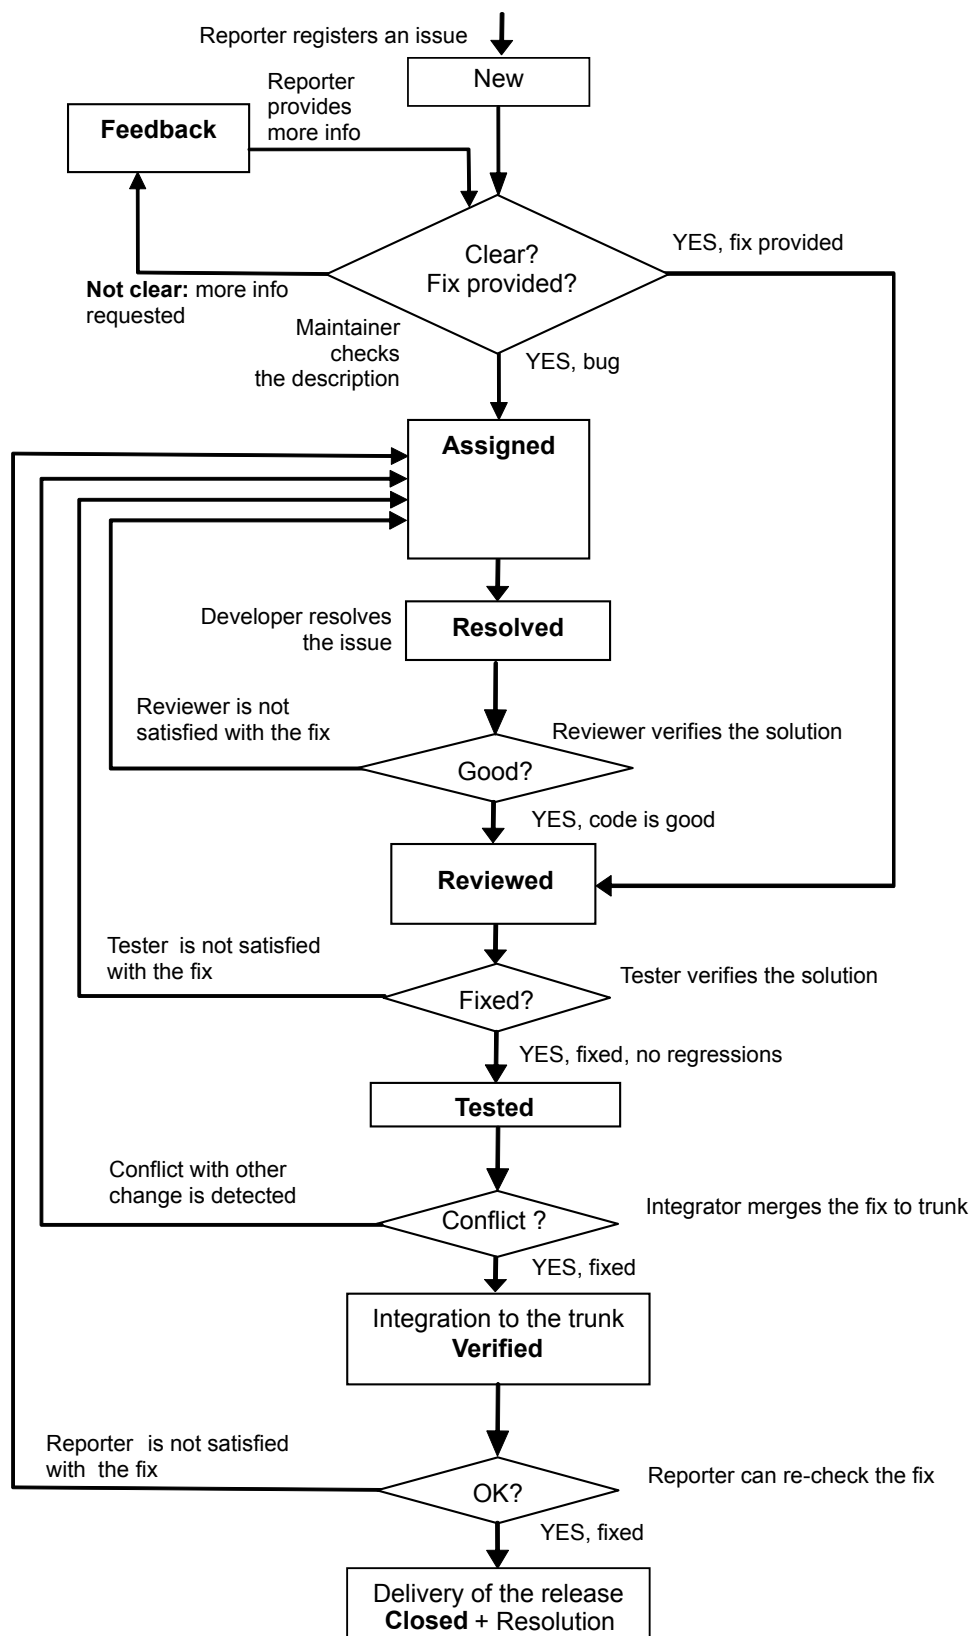 Reporter registers an issue
New
Reporter
provides
more info
Feedback
Clear?
Fix provided?
YES, fix provided
Not clear: more info
requested
Maintainer
checks
the description
YES, bug
Assigned
Developer resolves
the issue
Resolved
Reviewer is not
satisfied with the fix
Reviewer verifies the solution
Good?
YES, code is good
Reviewed
Tester is not satisfied
with the fix
Tester verifies the solution
Fixed?
YES, fixed, no regressions
Tested
Conflict with other
change is detected
Integrator merges the fix to trunk
Conflict ?
YES, fixed
Integration to the trunk
Verified
Reporter is not satisfied
with the fix
Reporter can re-check the fix
OK?
YES, fixed
Delivery of the release
Closed + Resolution